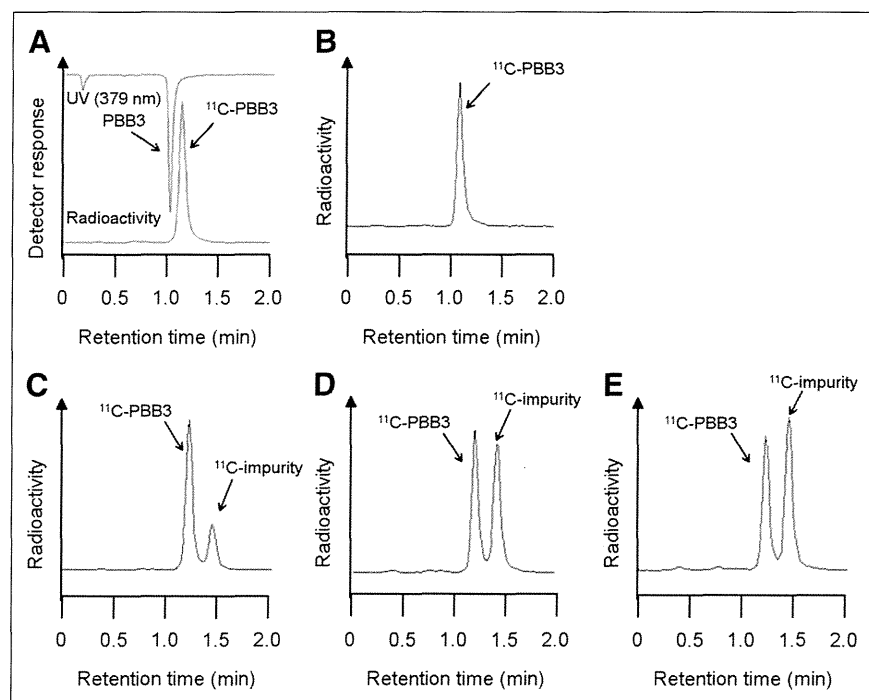 A
UV (379 nm)
PBB3
¹¹C-PBB3
Radioactivity
Detector response
0 0.5 1.0 1.5 2.0
Retention time (min)
B
¹¹C-PBB3
Radioactivity
0 0.5 1.0 1.5 2.0
Retention time (min)
C
¹¹C-PBB3
¹¹C-impurity
Radioactivity
0 0.5 1.0 1.5 2.0
Retention time (min)
D
¹¹C-PBB3
¹¹C-impurity
Radioactivity
0 0.5 1.0 1.5 2.0
Retention time (min)
E
¹¹C-impurity
¹¹C-PBB3
Radioactivity
0 0.5 1.0 1.5 2.0
Retention time (min)